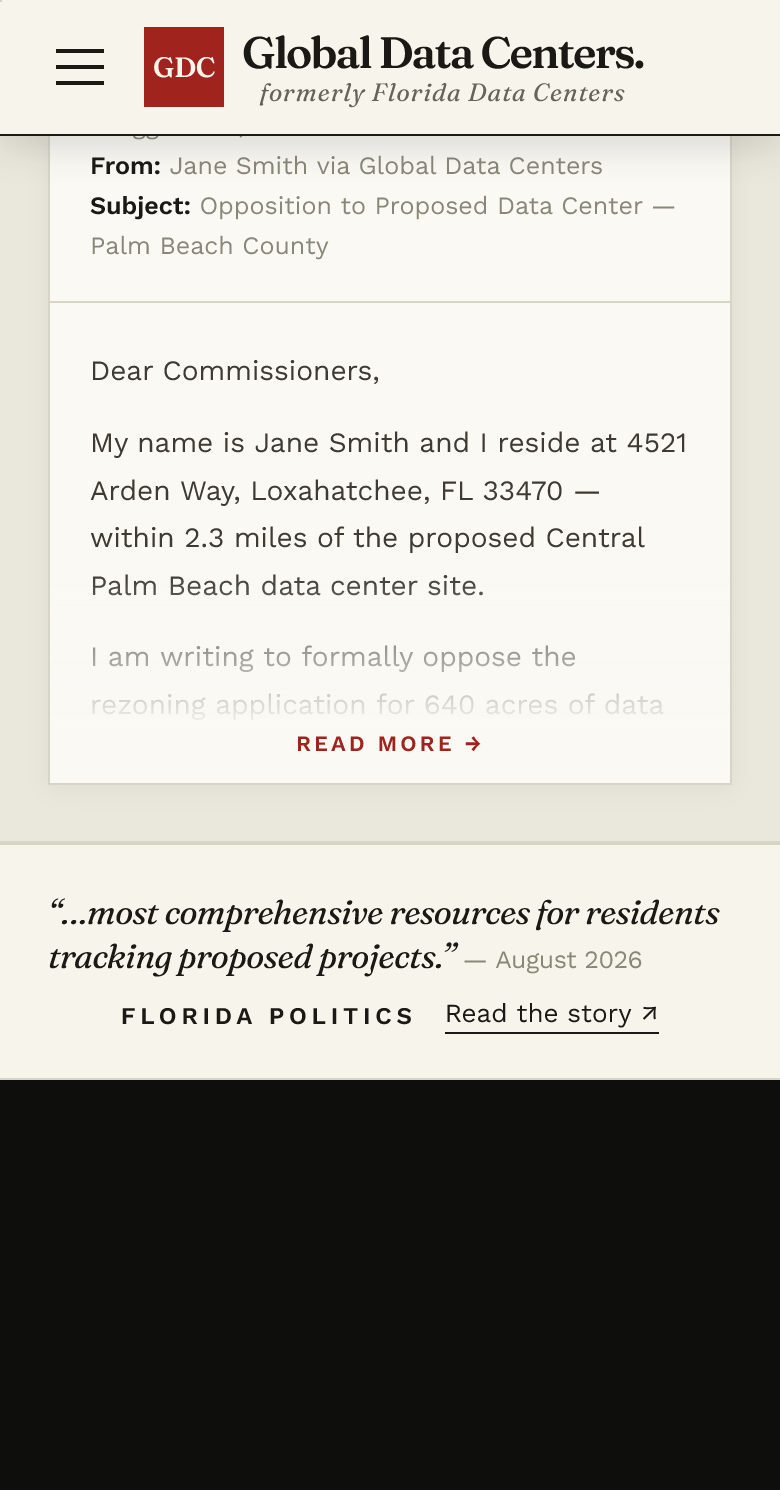 GDC
Global Data Centers.
formerly Florida Data Centers
From: Jane Smith via Global Data Centers
Subject: Opposition to Proposed Data Center —
Palm Beach County
Dear Commissioners,
My name is Jane Smith and I reside at 4521
Arden Way, Loxahatchee, FL 33470 —
within 2.3 miles of the proposed Central
Palm Beach data center site.
I am writing to formally oppose the
rezoning application for 640 acres of data
READ MORE →
“...most comprehensive resources for residents
tracking proposed projects.” — August 2026
FLORIDA POLITICS Read the story ↗